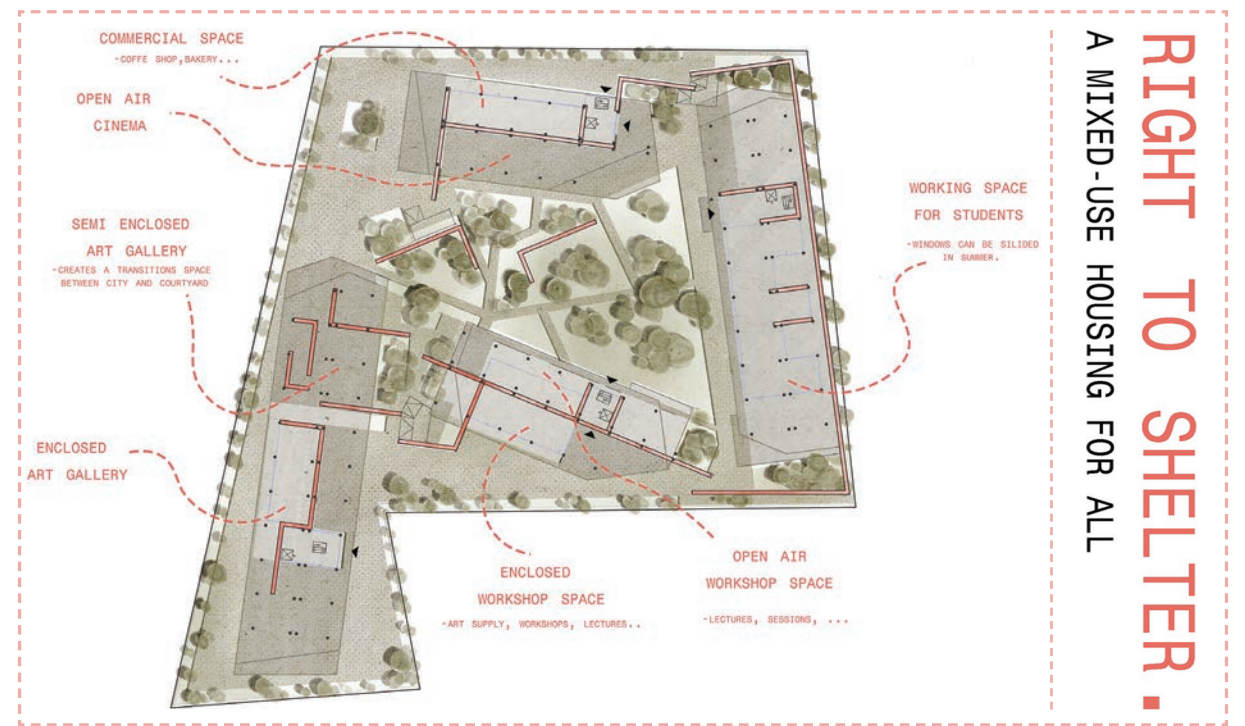 COMMERCIAL SPACE
-COFFE SHOP,BAKERY...
OPEN AIR
CINEMA
SEMI ENCLOSED
ART GALLERY
-CREATES A TRANSITIONS SPACE
BETWEEN CITY AND COURTYARD
ENCLOSED
ART GALLERY
ENCLOSED
WORKSHOP SPACE
-ART SUPPLY, WORKSHOPS, LECTURES..
OPEN AIR
WORKSHOP SPACE
-LECTURES, SESSIONS, ...
WORKING SPACE
FOR STUDENTS
-WINDOWS CAN BE SILIDED
IN SUMMER.
RIGHT TO SHELTER.
A MIXED-USE HOUSING FOR ALL